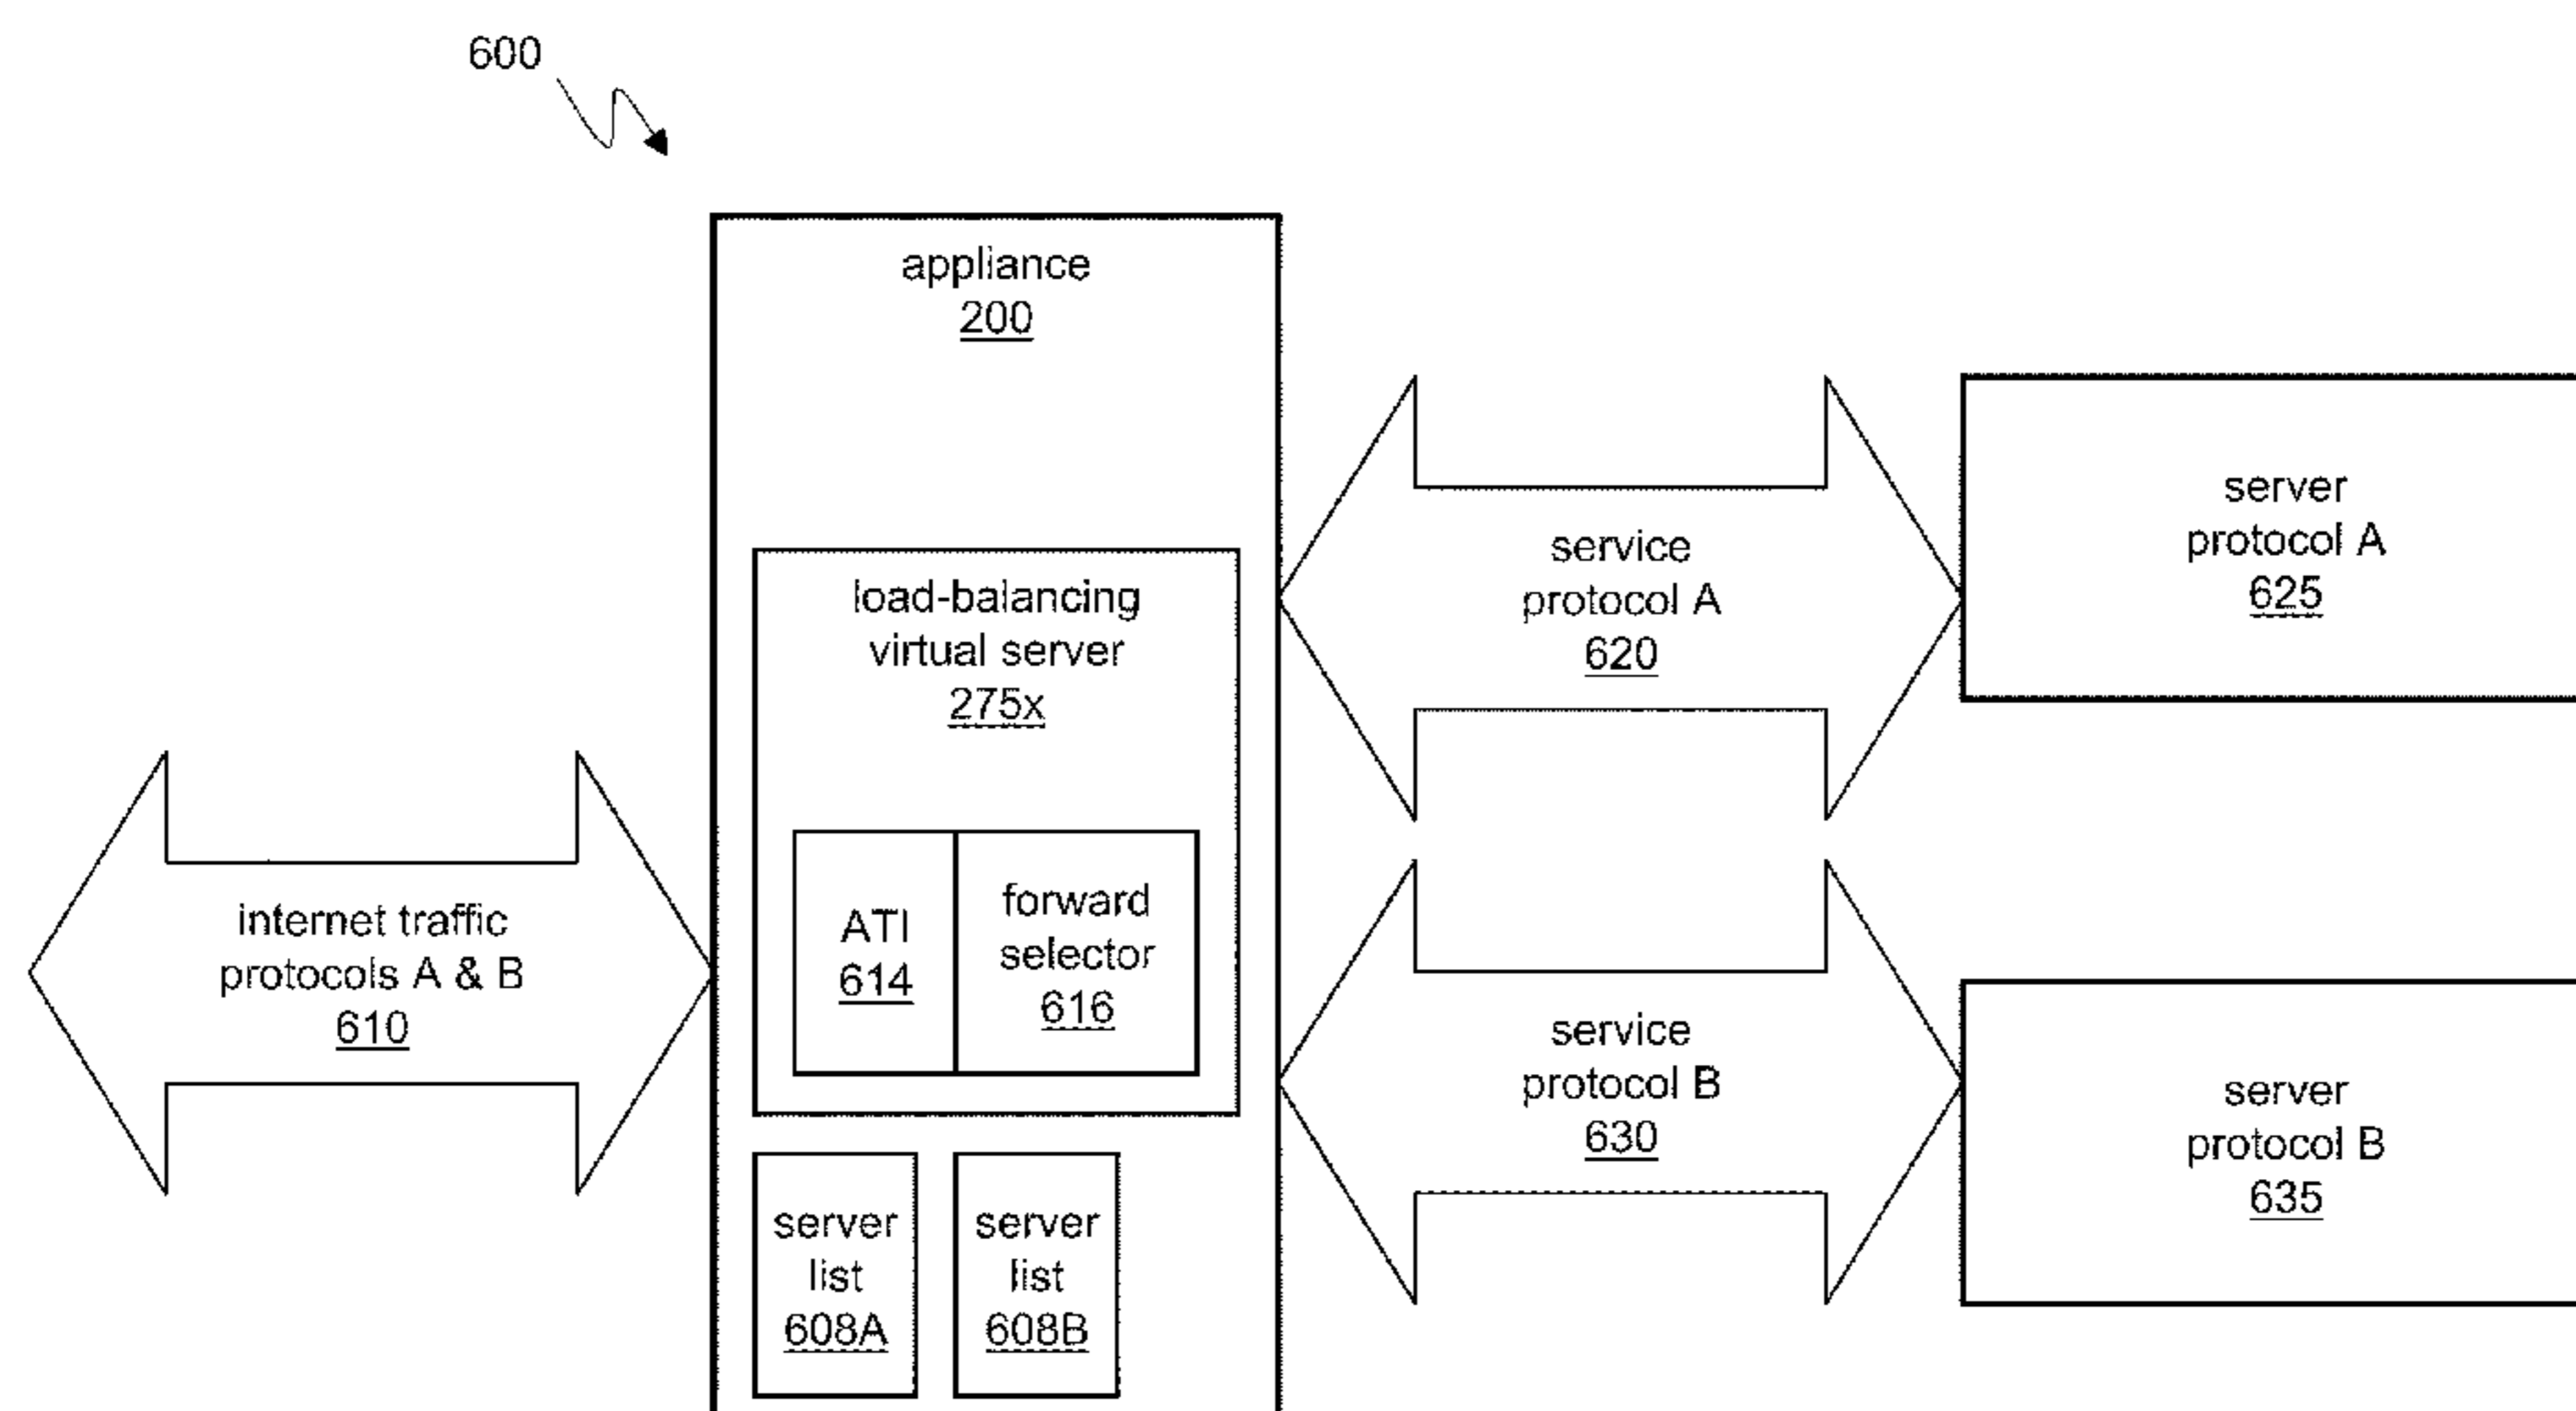 600
appliance
200
load-balancing
virtual server
275x
ATI
614
forward
selector
616
server
list
608A
server
list
608B
internet traffic
protocols A & B
610
service
protocol A
620
service
protocol B
630
server
protocol A
625
server
protocol B
635